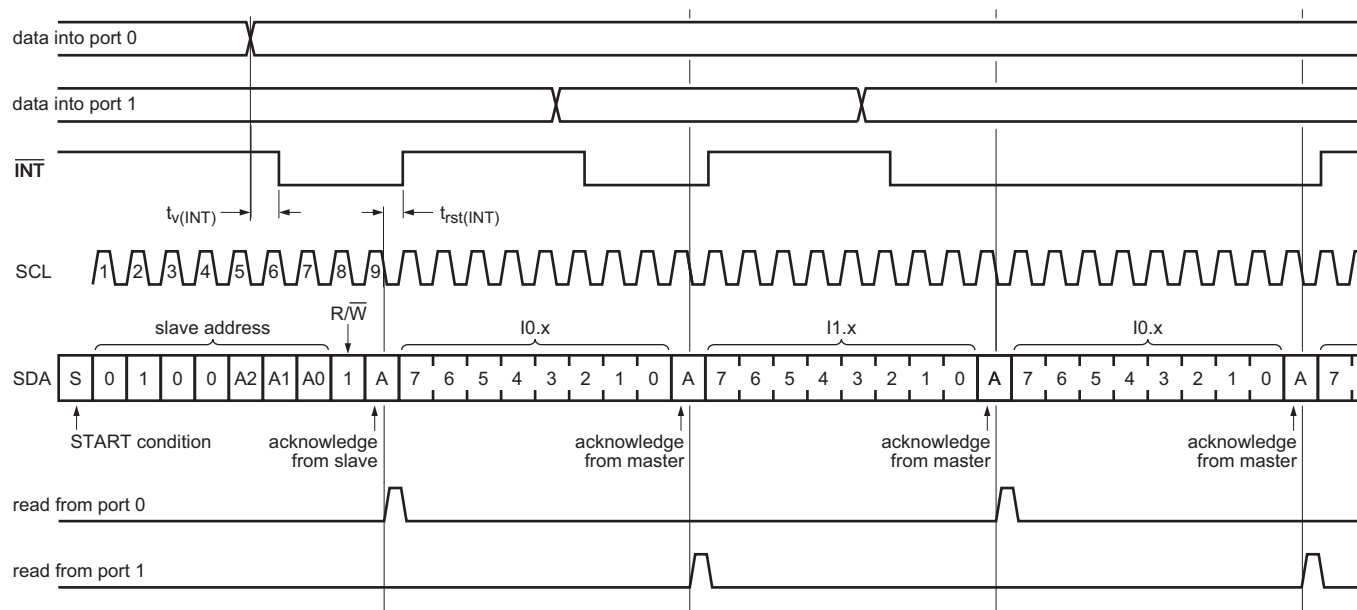 data into port 0
data into port 1
INT
tv(INT)
trst(INT)
SCL
1 2 3 4 5 6 7 8 9
R/W
slave address
I0.x
I1.x
I0.x
SDA S 0 1 0 0 A2 A1 A0 1 A 7 6 5 4 3 2 1 0 A 7 6 5 4 3 2 1 0 A 7 6 5 4 3 2 1 0 A 7
START condition
acknowledge
from slave
acknowledge
from master
acknowledge
from master
acknowledge
from master
read from port 0
read from port 1